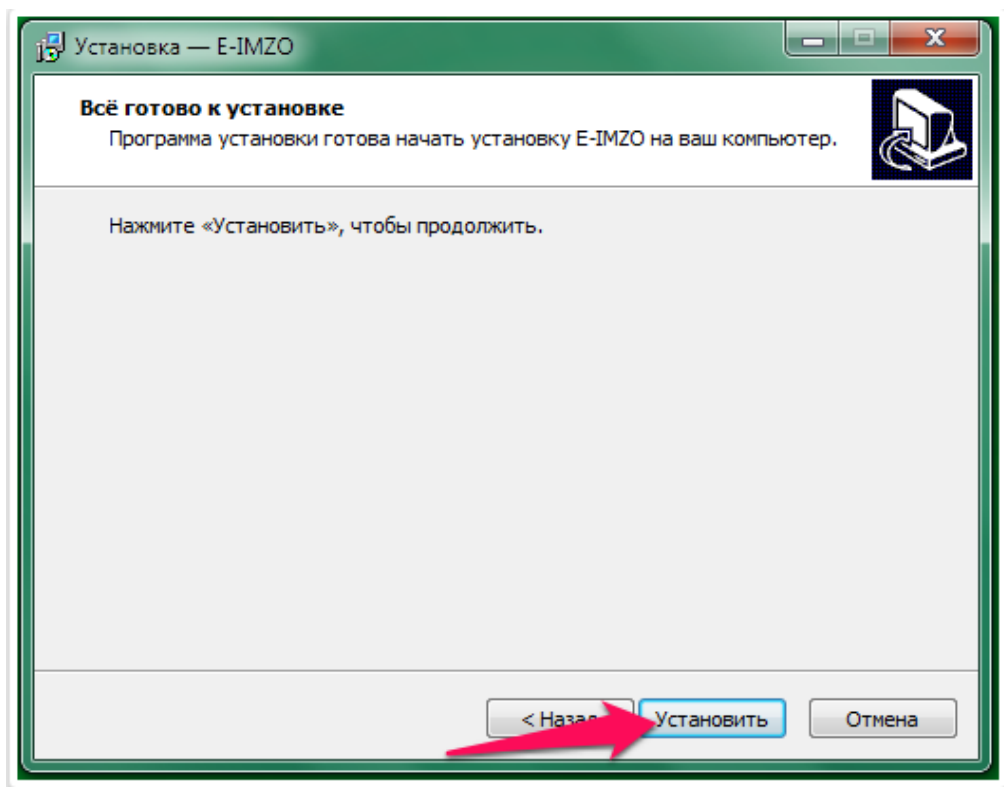 Установка — E-IMZO
Всё готово к установке
Программа установки готова начать установку E-IMZO на ваш компьютер.
Нажмите «Установить», чтобы продолжить.
< Назад
Установить
Отмена